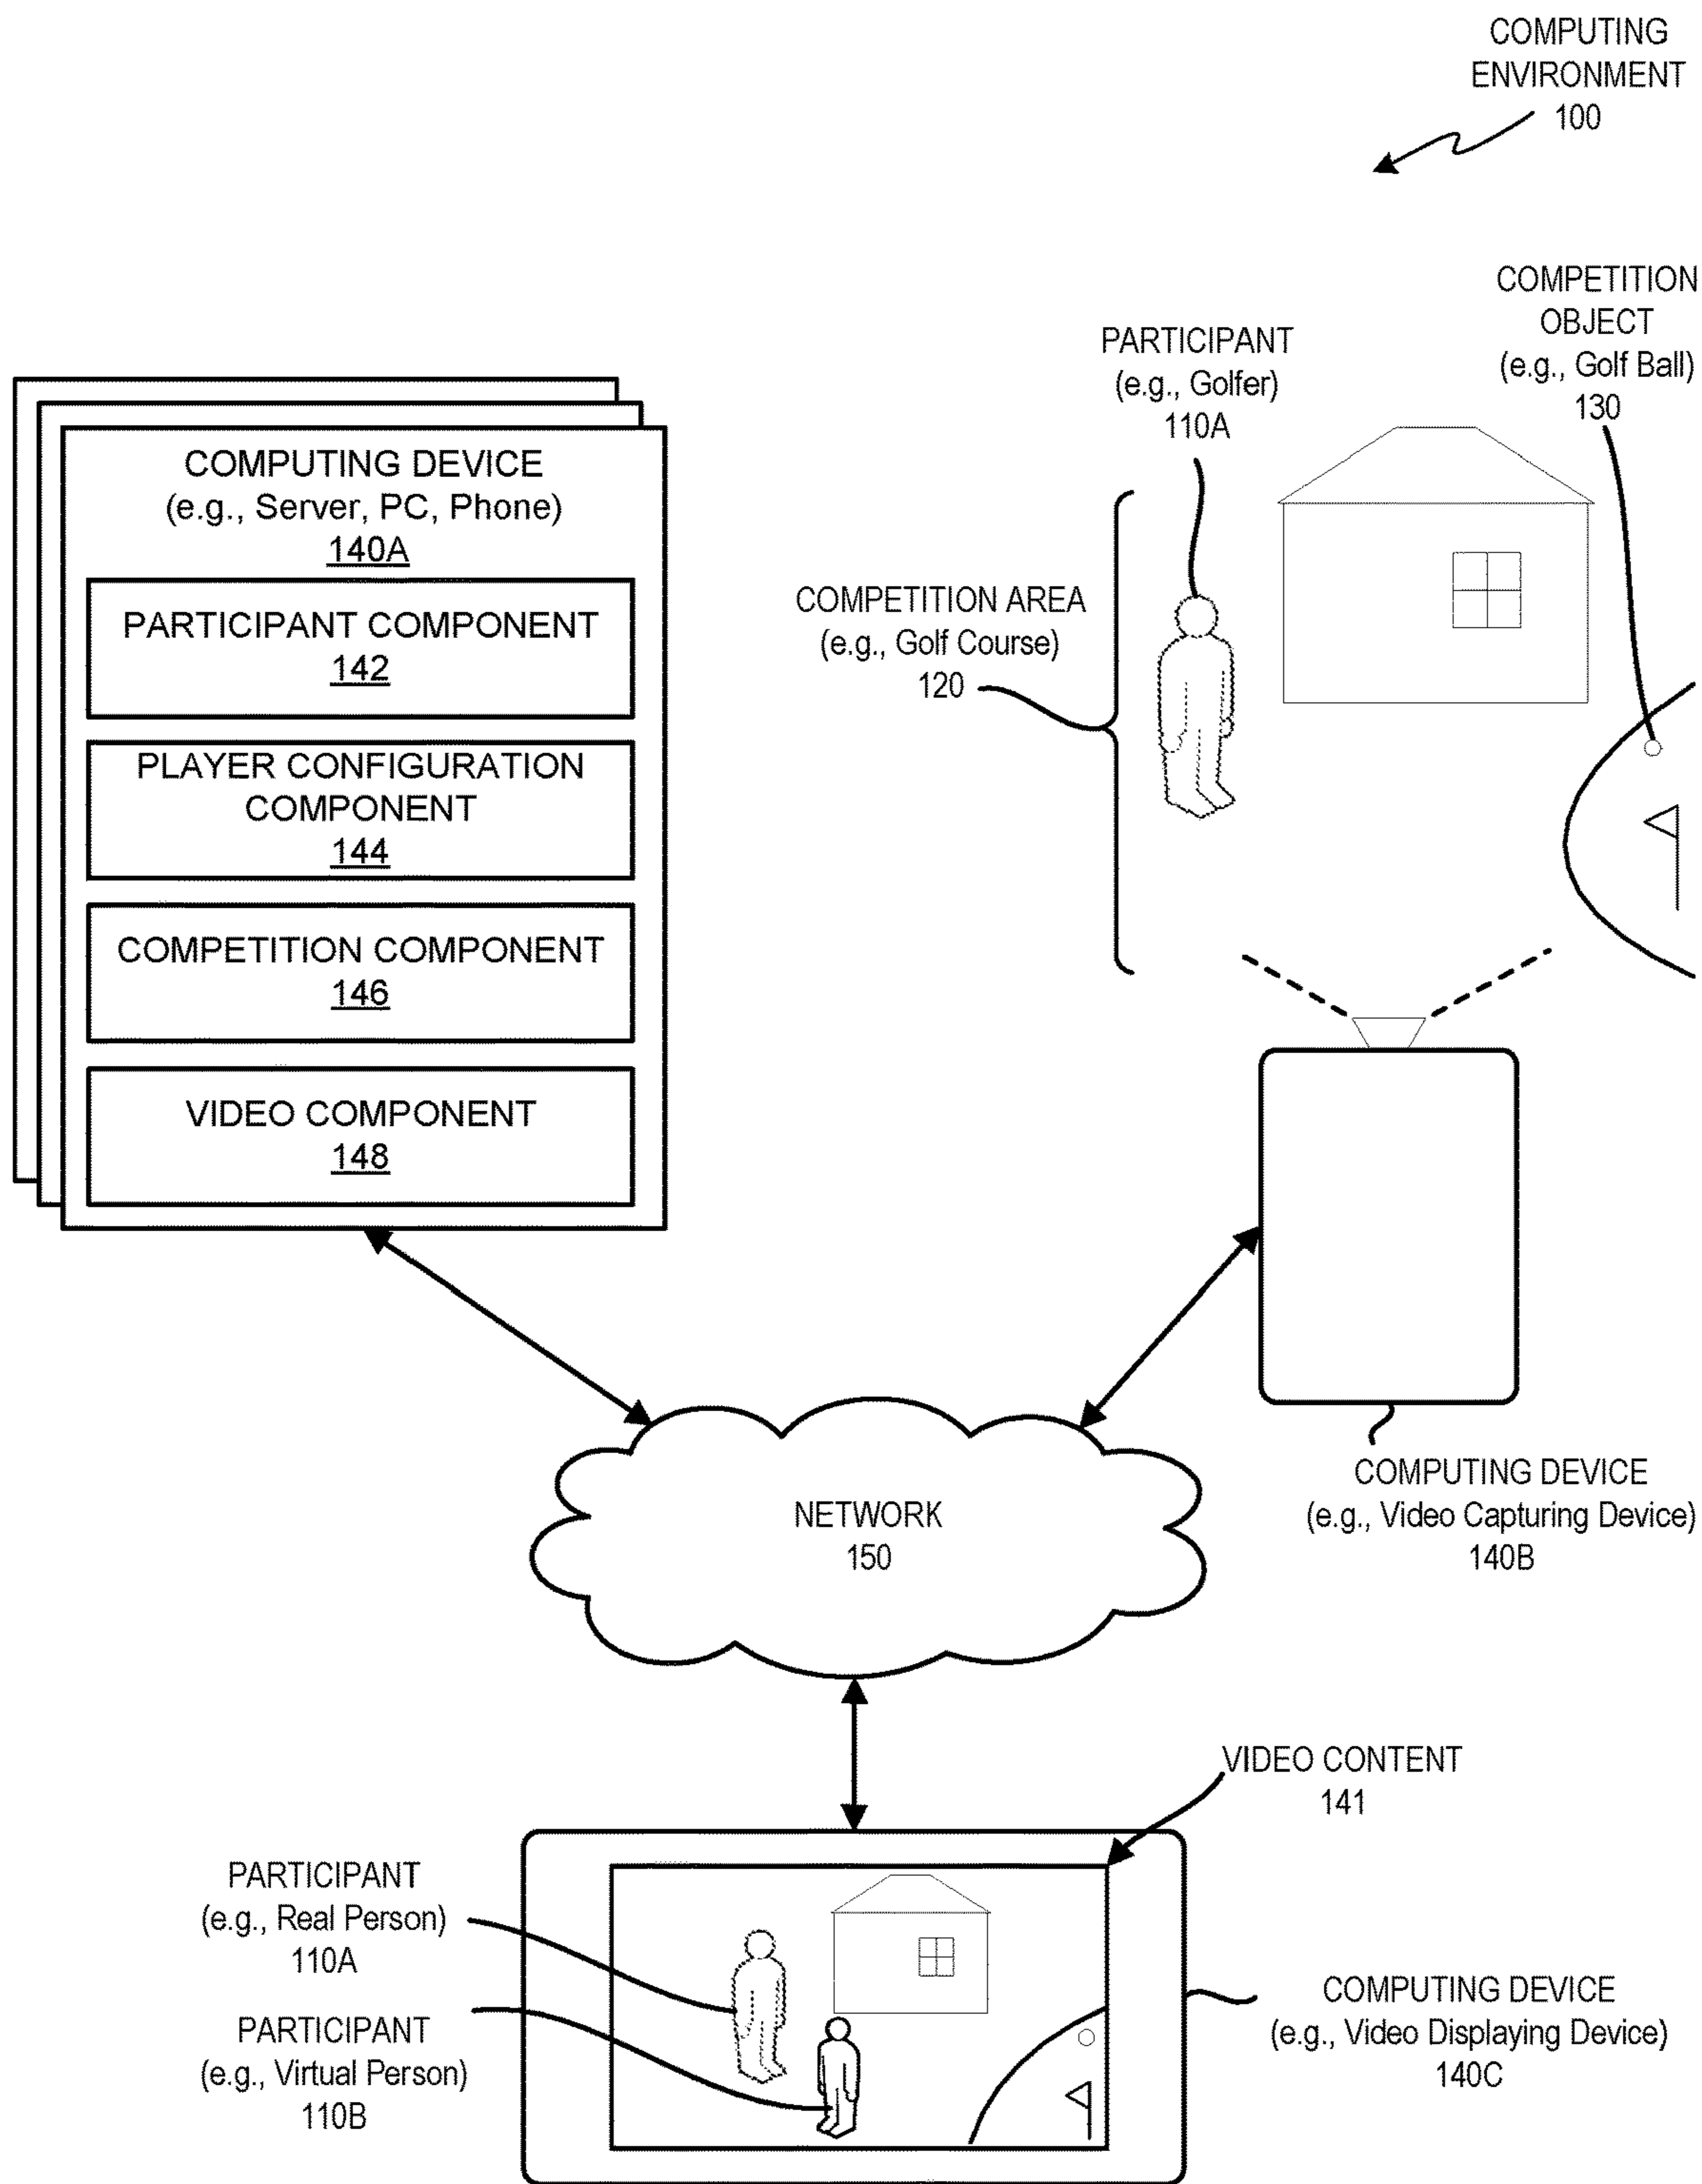 COMPUTING
ENVIRONMENT
100
COMPETITION
OBJECT
(e.g., Golf Ball)
130
PARTICIPANT
(e.g., Golfer)
110A
COMPETITION AREA
(e.g., Golf Course)
120
COMPUTING DEVICE
(e.g., Server, PC, Phone)
140A
PARTICIPANT COMPONENT
142
PLAYER CONFIGURATION
COMPONENT
144
COMPETITION COMPONENT
146
VIDEO COMPONENT
148
COMPUTING DEVICE
(e.g., Video Capturing Device)
140B
NETWORK
150
VIDEO CONTENT
141
PARTICIPANT
(e.g., Real Person)
110A
PARTICIPANT
(e.g., Virtual Person)
110B
COMPUTING DEVICE
(e.g., Video Displaying Device)
140C